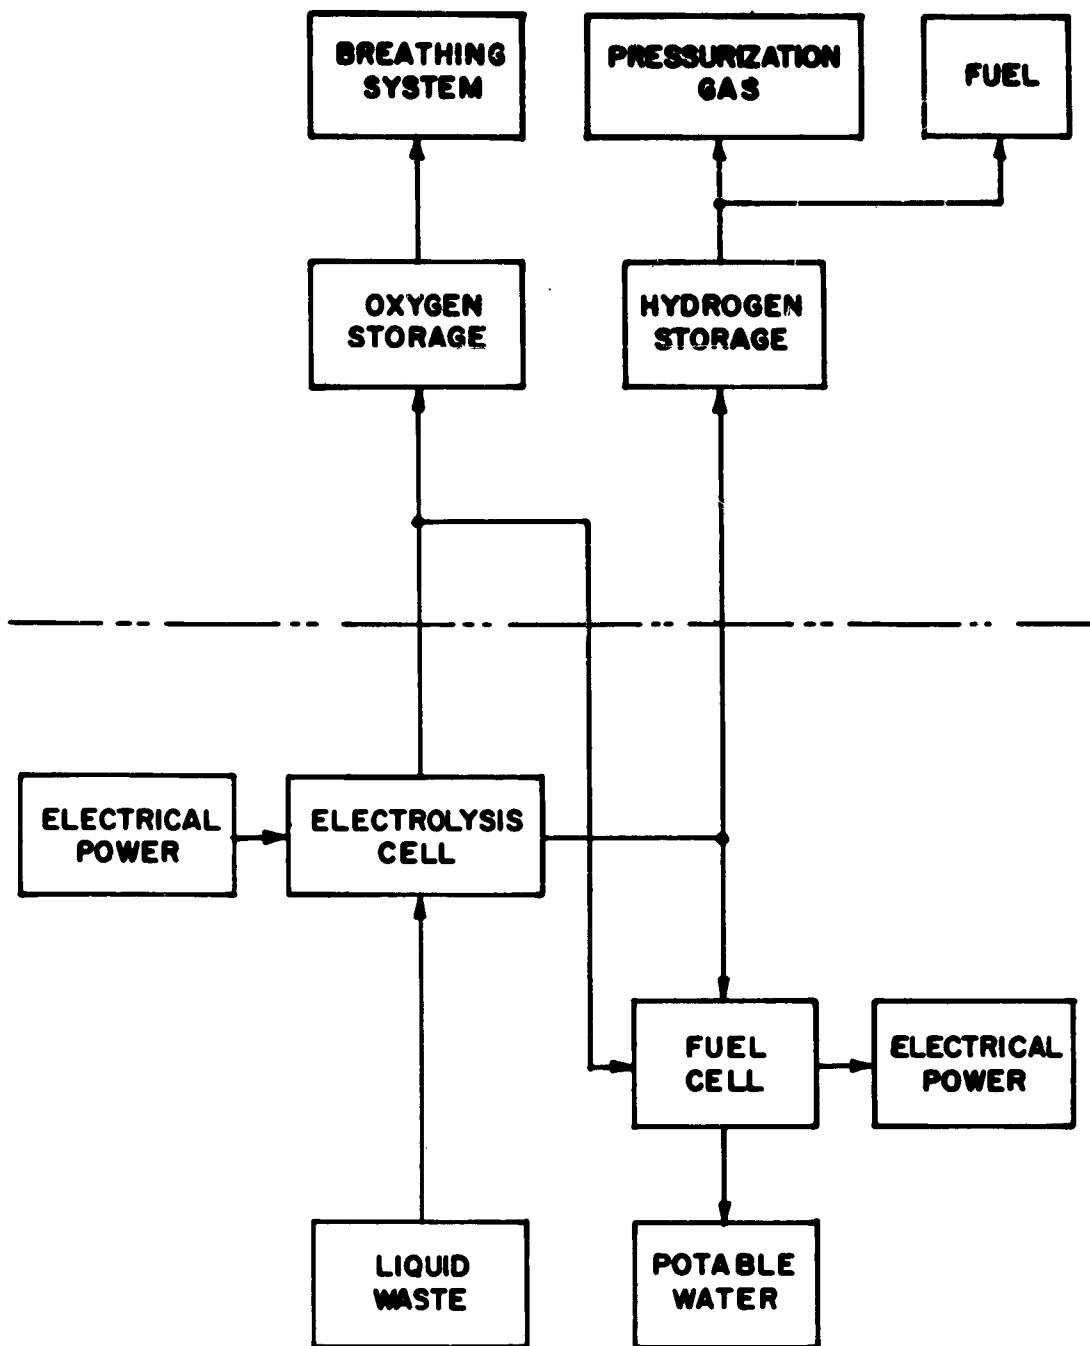 BREATHING
SYSTEM
PRESSURIZATION
GAS
FUEL
OXYGEN
STORAGE
HYDROGEN
STORAGE
ELECTRICAL
POWER
ELECTROLYSIS
CELL
FUEL
CELL
ELECTRICAL
POWER
LIQUID
WASTE
POTABLE
WATER